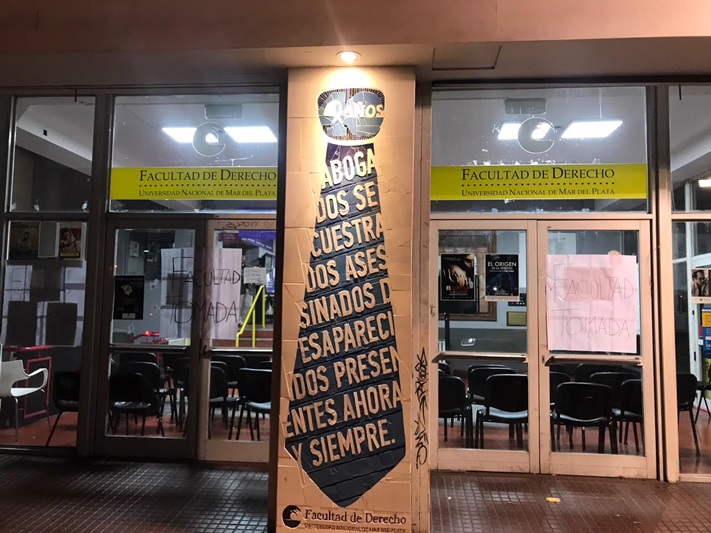 FACULTAD DE DERECHO
UNIVERSIDAD NACIONAL DE MAR DEL PLATA
FACULTAD
TOMADA
AÑOS
ABOGA
DOS SE
CUESTRA
DOS ASES
SINADOS D
ESAPARECI
DOS PRESEN
ENTES AHORA
Y SIEMPRE.
Facultad de Derecho
UNIVERSIDAD NACIONAL DE MAR DEL PLATA
FACULTAD DE DERECHO
UNIVERSIDAD NACIONAL DE MAR DEL PLATA
EL ORIGEN
FACULTAD
TOMADA